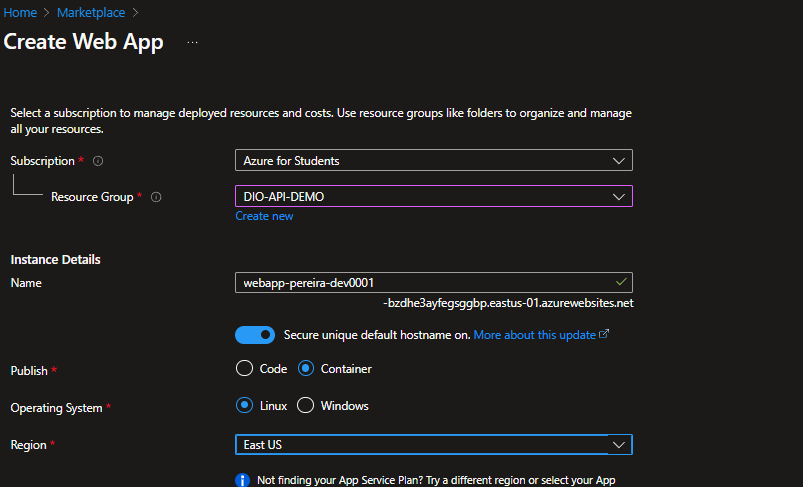 Home > Marketplace >
Create Web App ...
Select a subscription to manage deployed resources and costs. Use resource groups like folders to organize and manage
all your resources.
Subscription *
Azure for Students
Resource Group *
DIO-API-DEMO
Create new
Instance Details
Name
webapp-pereira-dev0001
-bzdhe3ayfegsggbp.eastus-01.azurewebsites.net
Secure unique default hostname on. More about this update
Publish *
Code Container
Operating System *
Linux Windows
Region *
East US
Not finding your App Service Plan? Try a different region or select your App